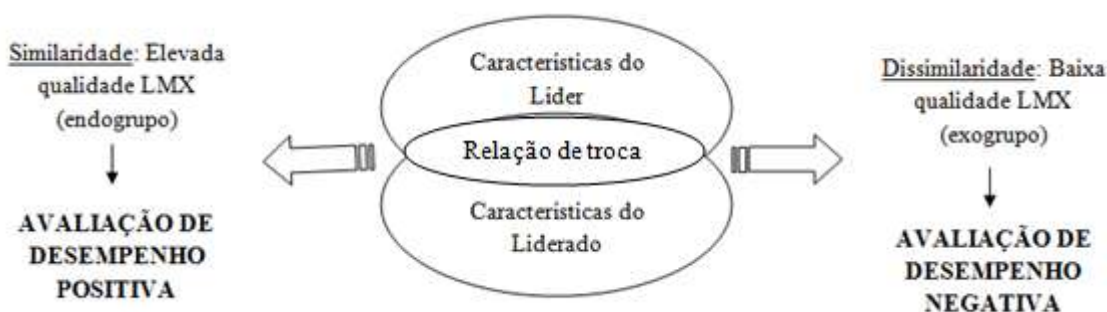 Similaridade: Elevada
qualidade LMX
(endogrupo)
AVALIAÇÃO DE
DESEMPENHO
POSITIVA
Características do
Líder
Relação de troca
Características do
Liderado
Dissimilaridade: Baixa
qualidade LMX
(exogrupo)
AVALIAÇÃO DE
DESEMPENHO
NEGATIVA